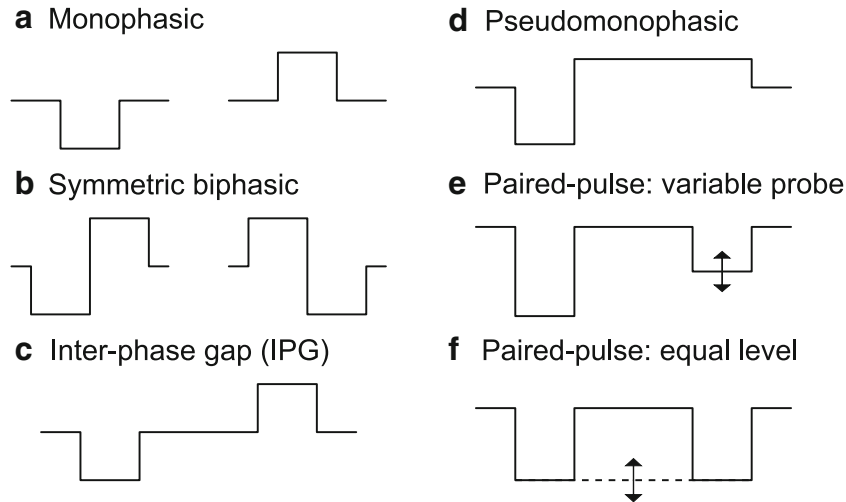 a Monophasic
b Symmetric biphasic
c Inter-phase gap (IPG)
d Pseudomonophasic
e Paired-pulse: variable probe
f Paired-pulse: equal level